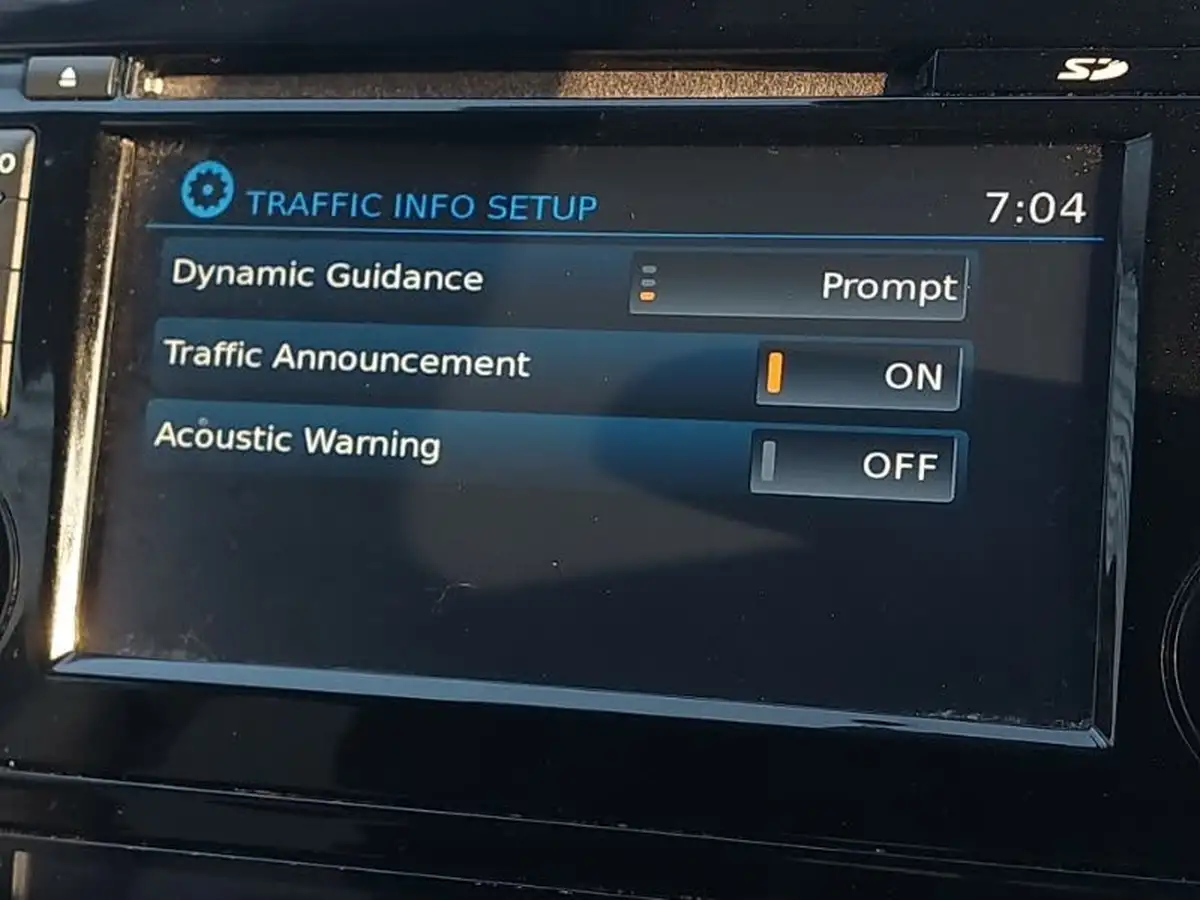 SD
TRAFFIC INFO SETUP 7:04
Dynamic Guidance Prompt
Traffic Announcement ON
Acoustic Warning OFF